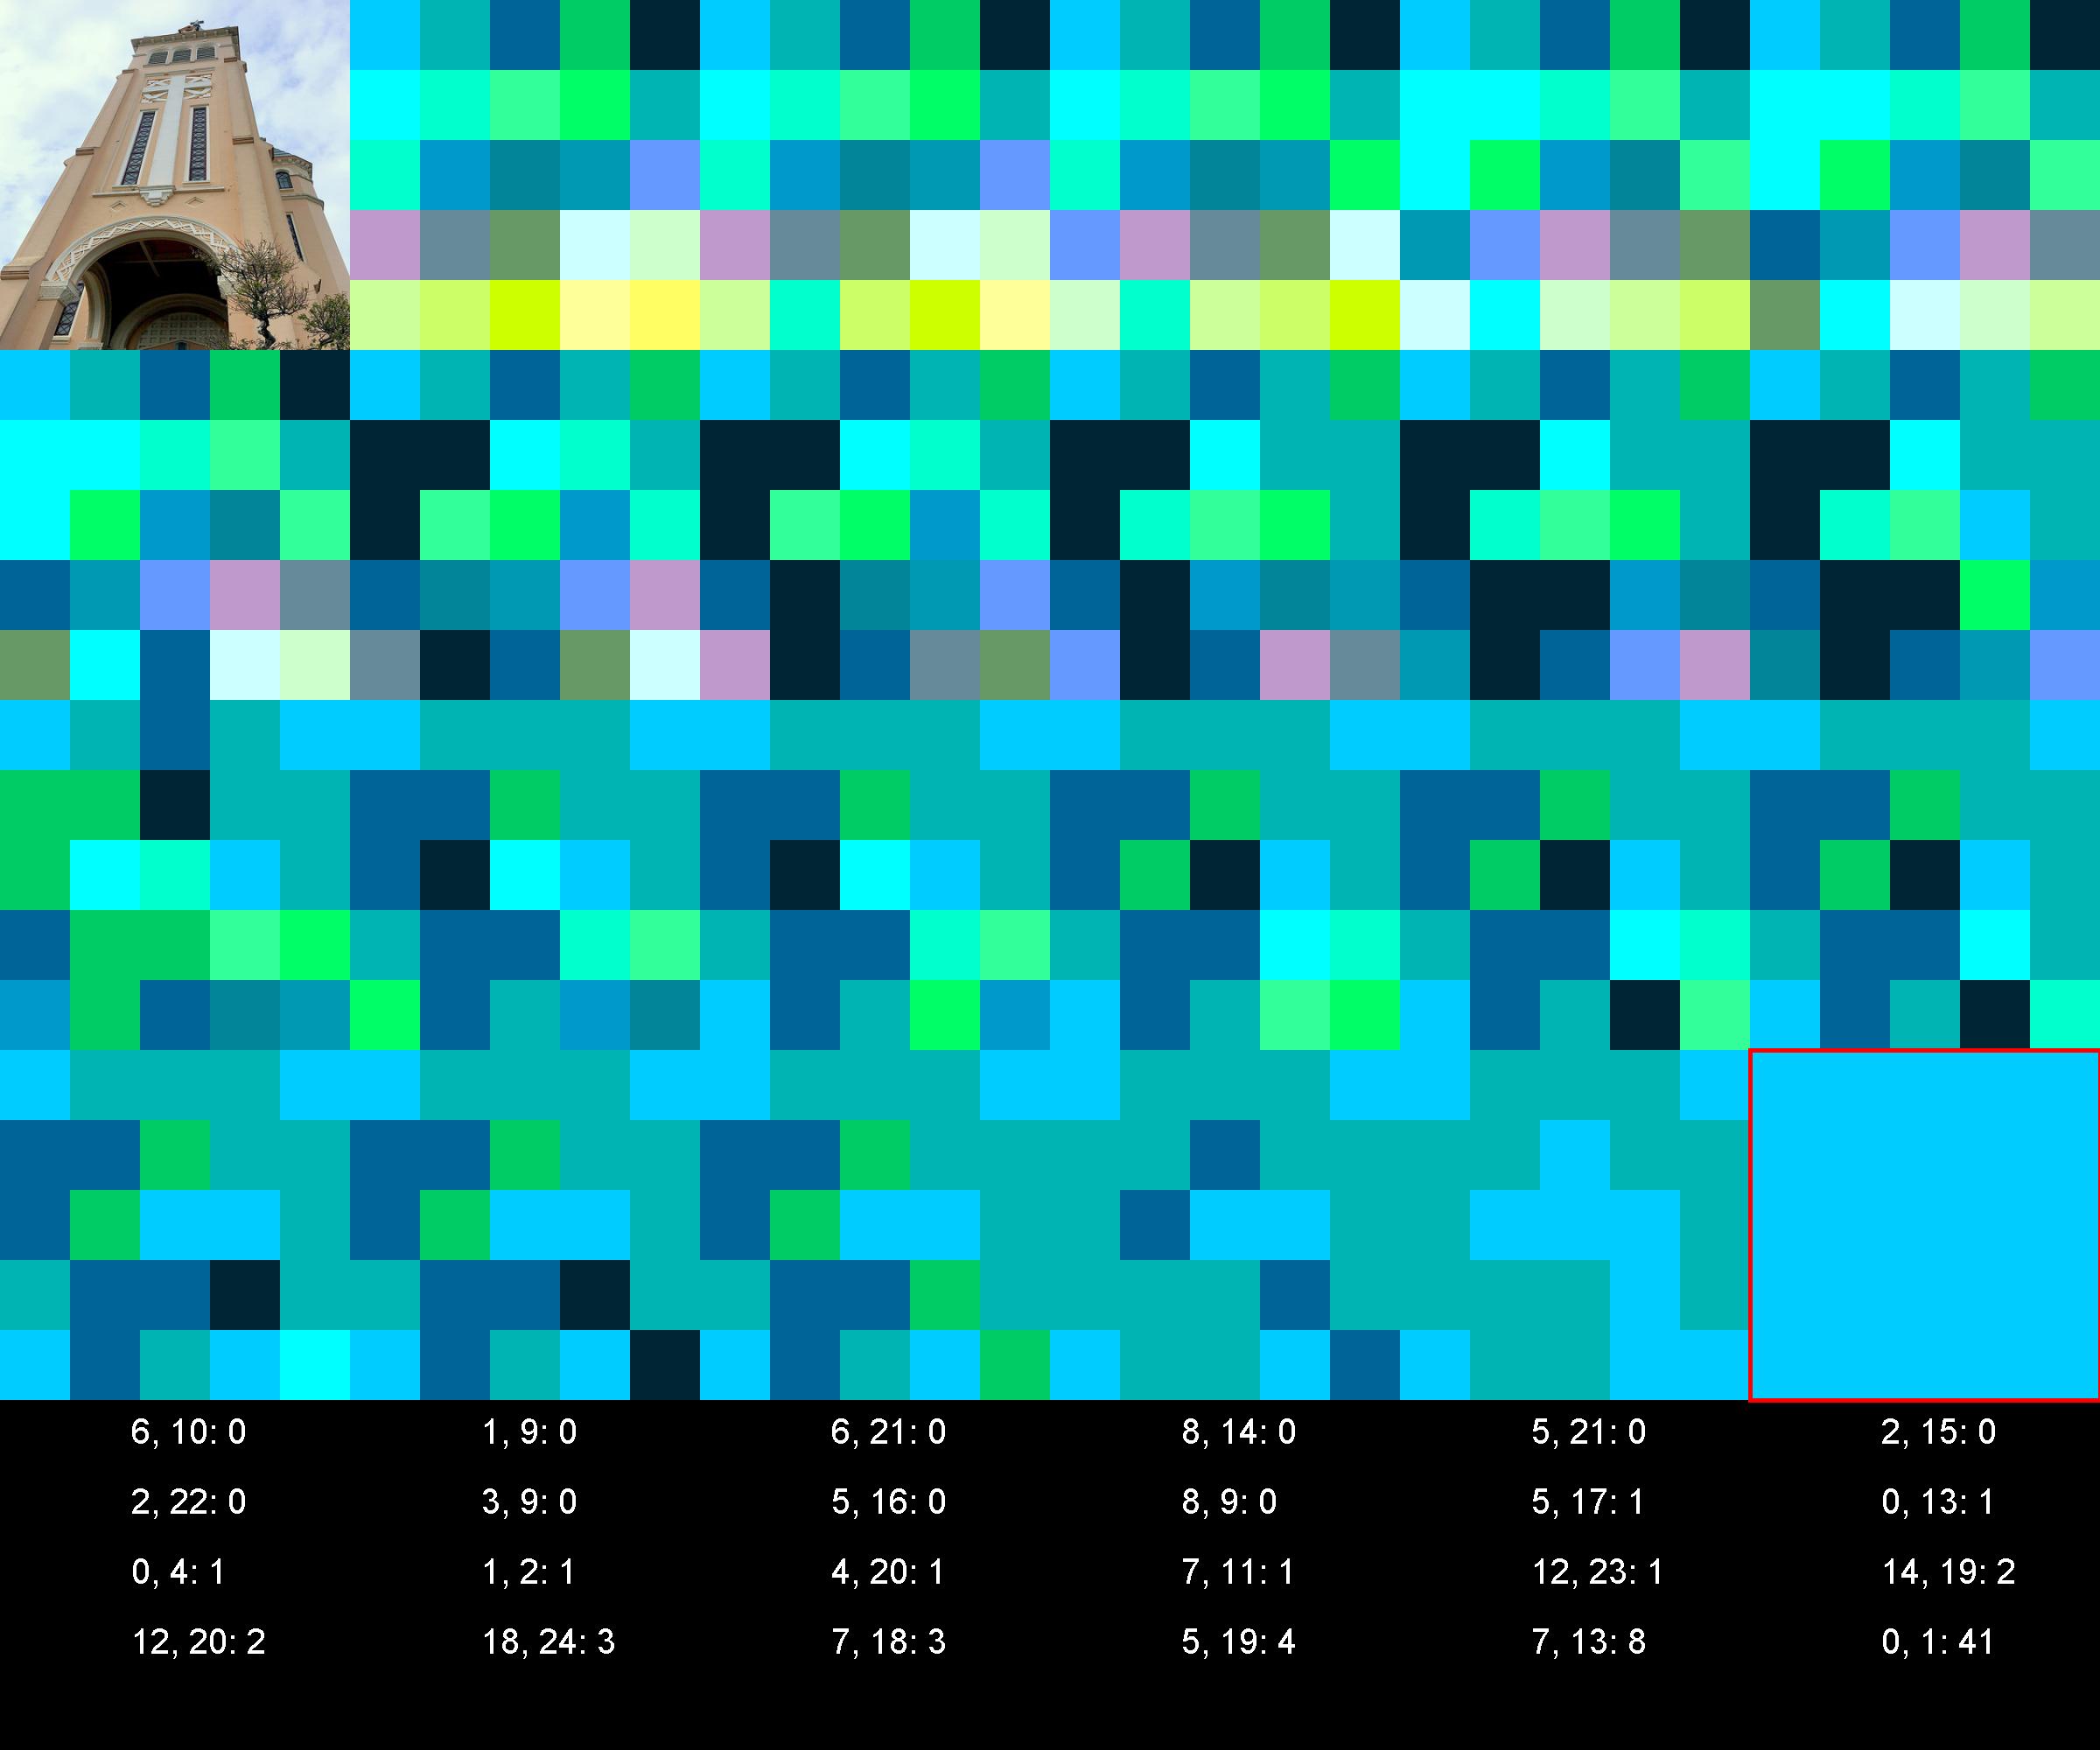 6, 10: 0 1, 9: 0 6, 21: 0 8, 14: 0 5, 21: 0 2, 15: 0
2, 22: 0 3, 9: 0 5, 16: 0 8, 9: 0 5, 17: 1 0, 13: 1
0, 4: 1 1, 2: 1 4, 20: 1 7, 11: 1 12, 23: 1 14, 19: 2
12, 20: 2 18, 24: 3 7, 18: 3 5, 19: 4 7, 13: 8 0, 1: 41